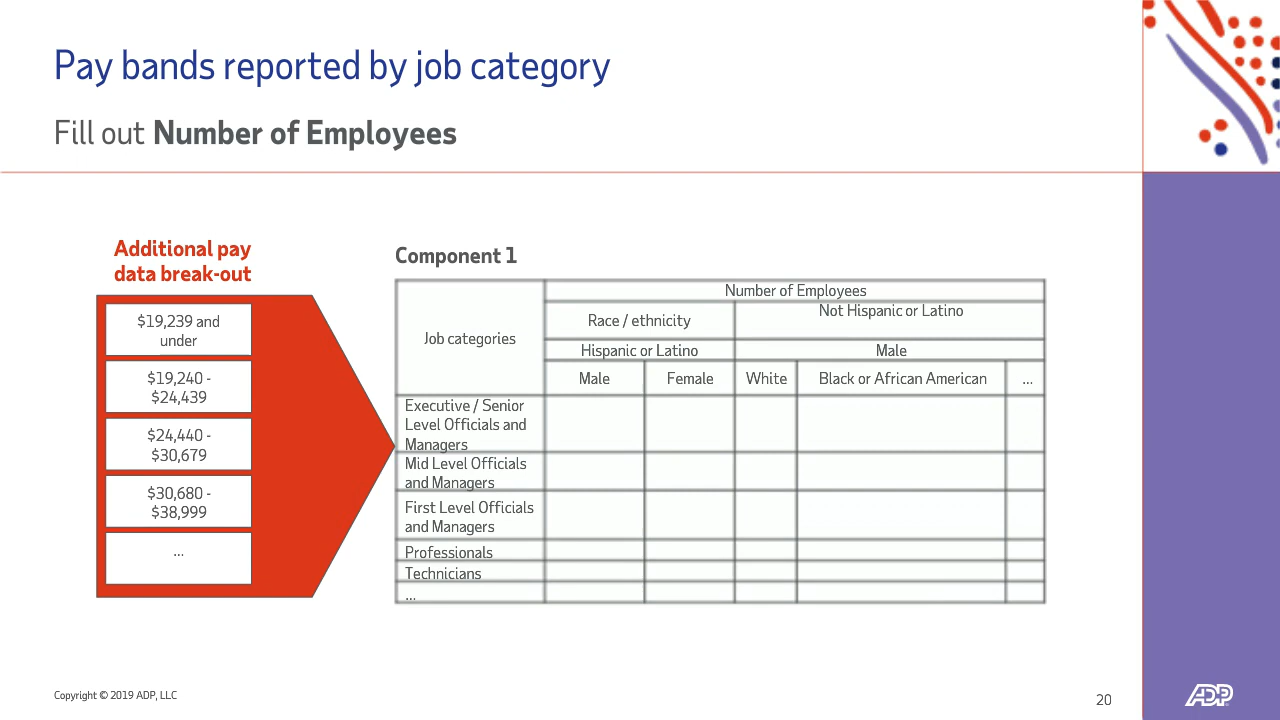 Pay bands reported by job category
Fill out Number of Employees
Additional pay
data break-out
$19,239 and
under
$19,240 -
$24,439
$24,440 -
$30,679
$30,680 -
$38,999
...
Component 1
Number of Employees
Job categories
Race / ethnicity
Not Hispanic or Latino
Hispanic or Latino
Male
Male
Female
White
Black or African American
...
Executive / Senior
Level Officials and
Managers
Mid Level Officials
and Managers
First Level Officials
and Managers
Professionals
Technicians
...
Copyright © 2019 ADP, LLC
20
ADP